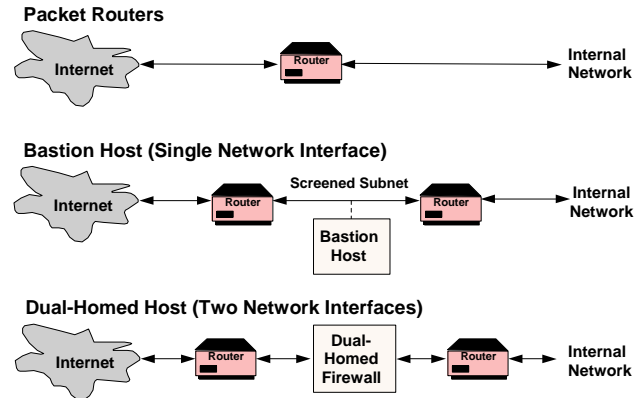 Packet Routers
Internet
Router
Internal
Network
Bastion Host (Single Network Interface)
Internet
Router
Screened Subnet
Bastion
Host
Router
Internal
Network
Dual-Homed Host (Two Network Interfaces)
Internet
Router
Dual-
Homed
Firewall
Router
Internal
Network